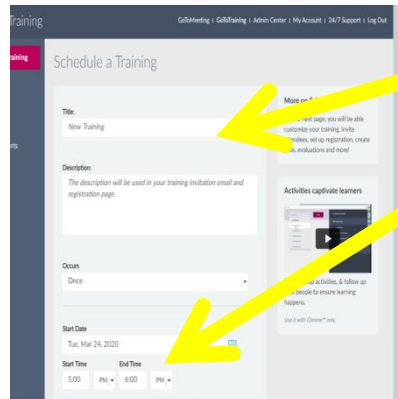 Training
GoToMeeting | GoToTraining | Admin Center | My Account | 24/7 Support | Log Out
raining
Schedule a Training
Title:
New Training
Description:
The description will be used in your training invitation email and
registration page.
Occurs
Once
Start Date
Tue, Mar 24, 2020
Start Time End Time
5:00 PM 6:00 PM
More on
next page, you will be able
customize your training, invite
set up registration, create
evaluations and more!
Activities captivate learners
up activities, & follow up
people to ensure learning
happens.
Use it with Chrome™ only